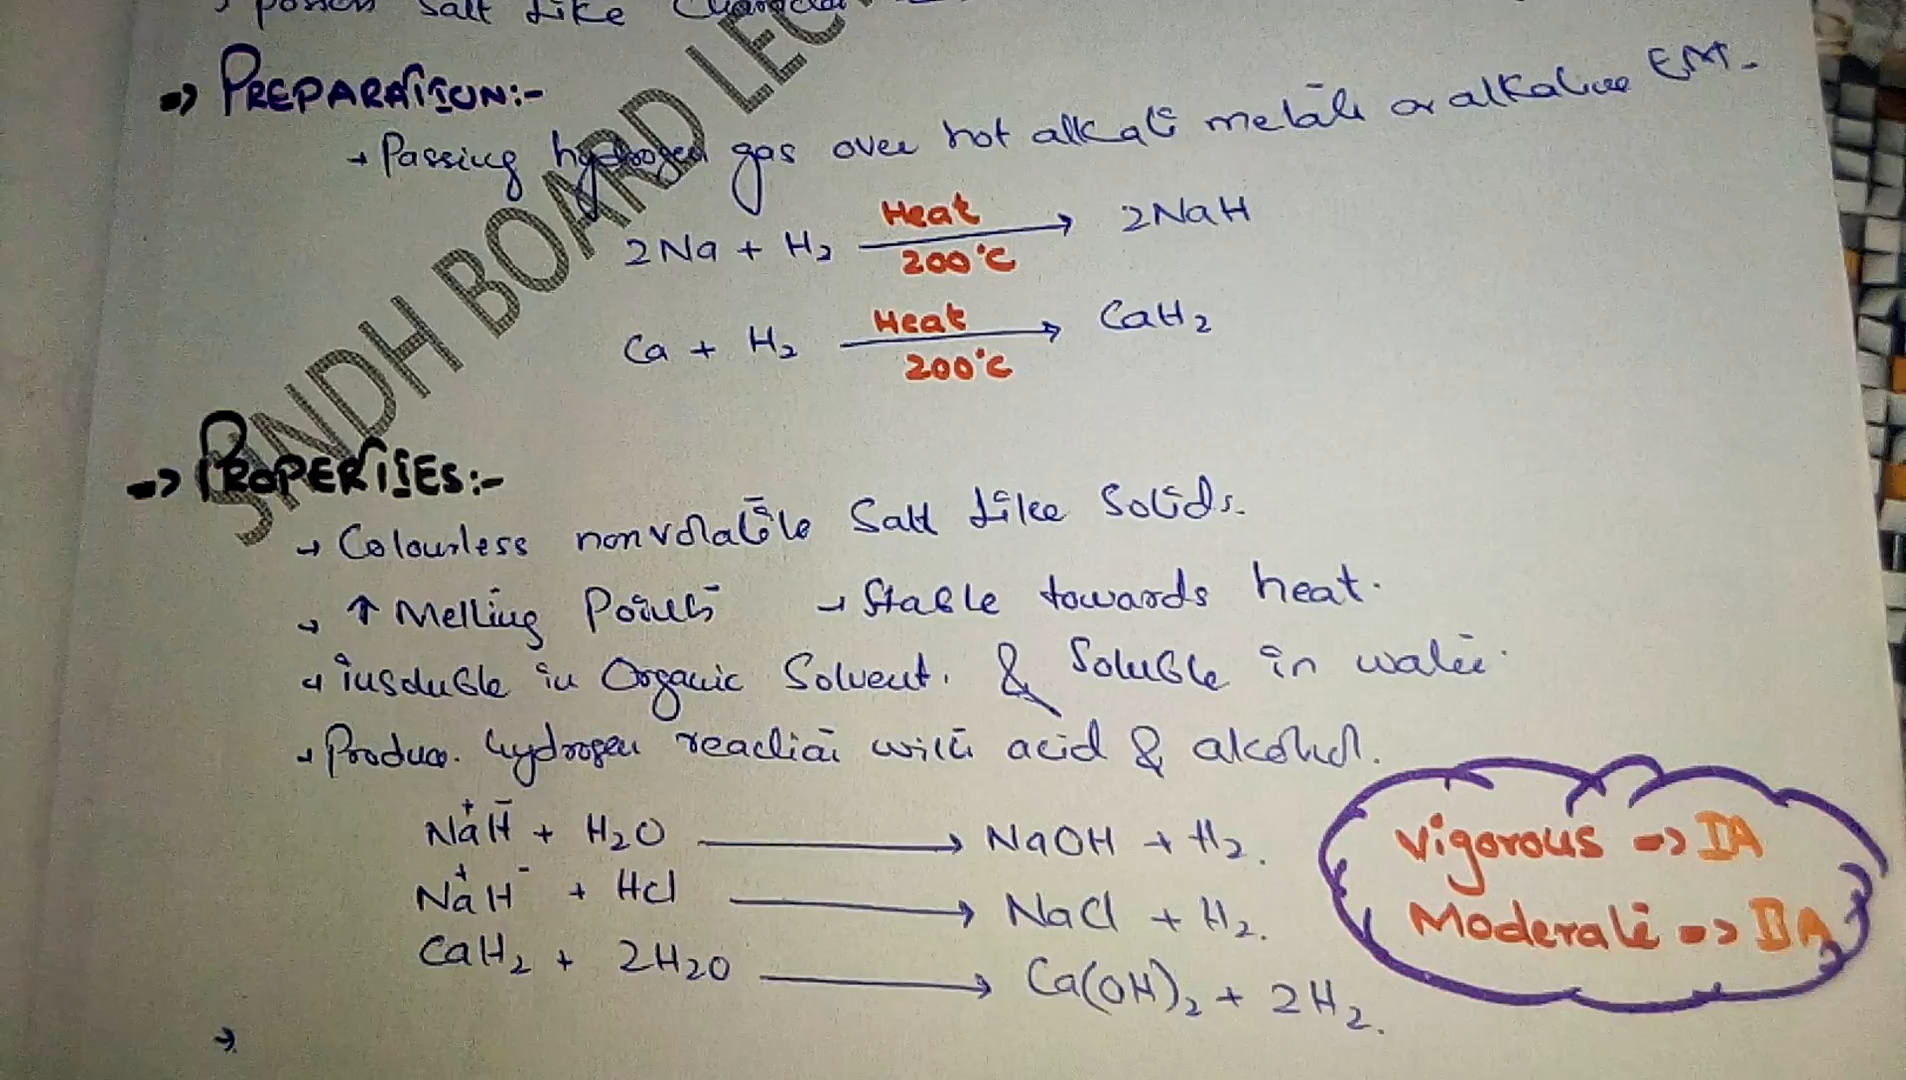 → possess Salt Like Character
⇒ PREPARATION:-
→ Passing hydrogen gas over hot alkali metals or alkaline EM.
2Na + H₂ —Heat 200°C→ 2NaH
Ca + H₂ —Heat 200°C→ CaH₂
⇒ PROPERTIES:-
→ Colourless nonvolatile Salt Like Solids.
→ ↑ Melting Points → Stable towards heat.
→ insoluble in Organic Solvent. & Soluble in water.
→ Produce. hydrogen reaction with acid & alcohol.
Na⁺H⁻ + H₂O → NaOH + H₂.
Na⁺H⁻ + HCl → NaCl + H₂.
CaH₂ + 2H₂O → Ca(OH)₂ + 2H₂.
Vigorous ⇒ IA
Moderate ⇒ IIA
→
SINDH BOARD LEC